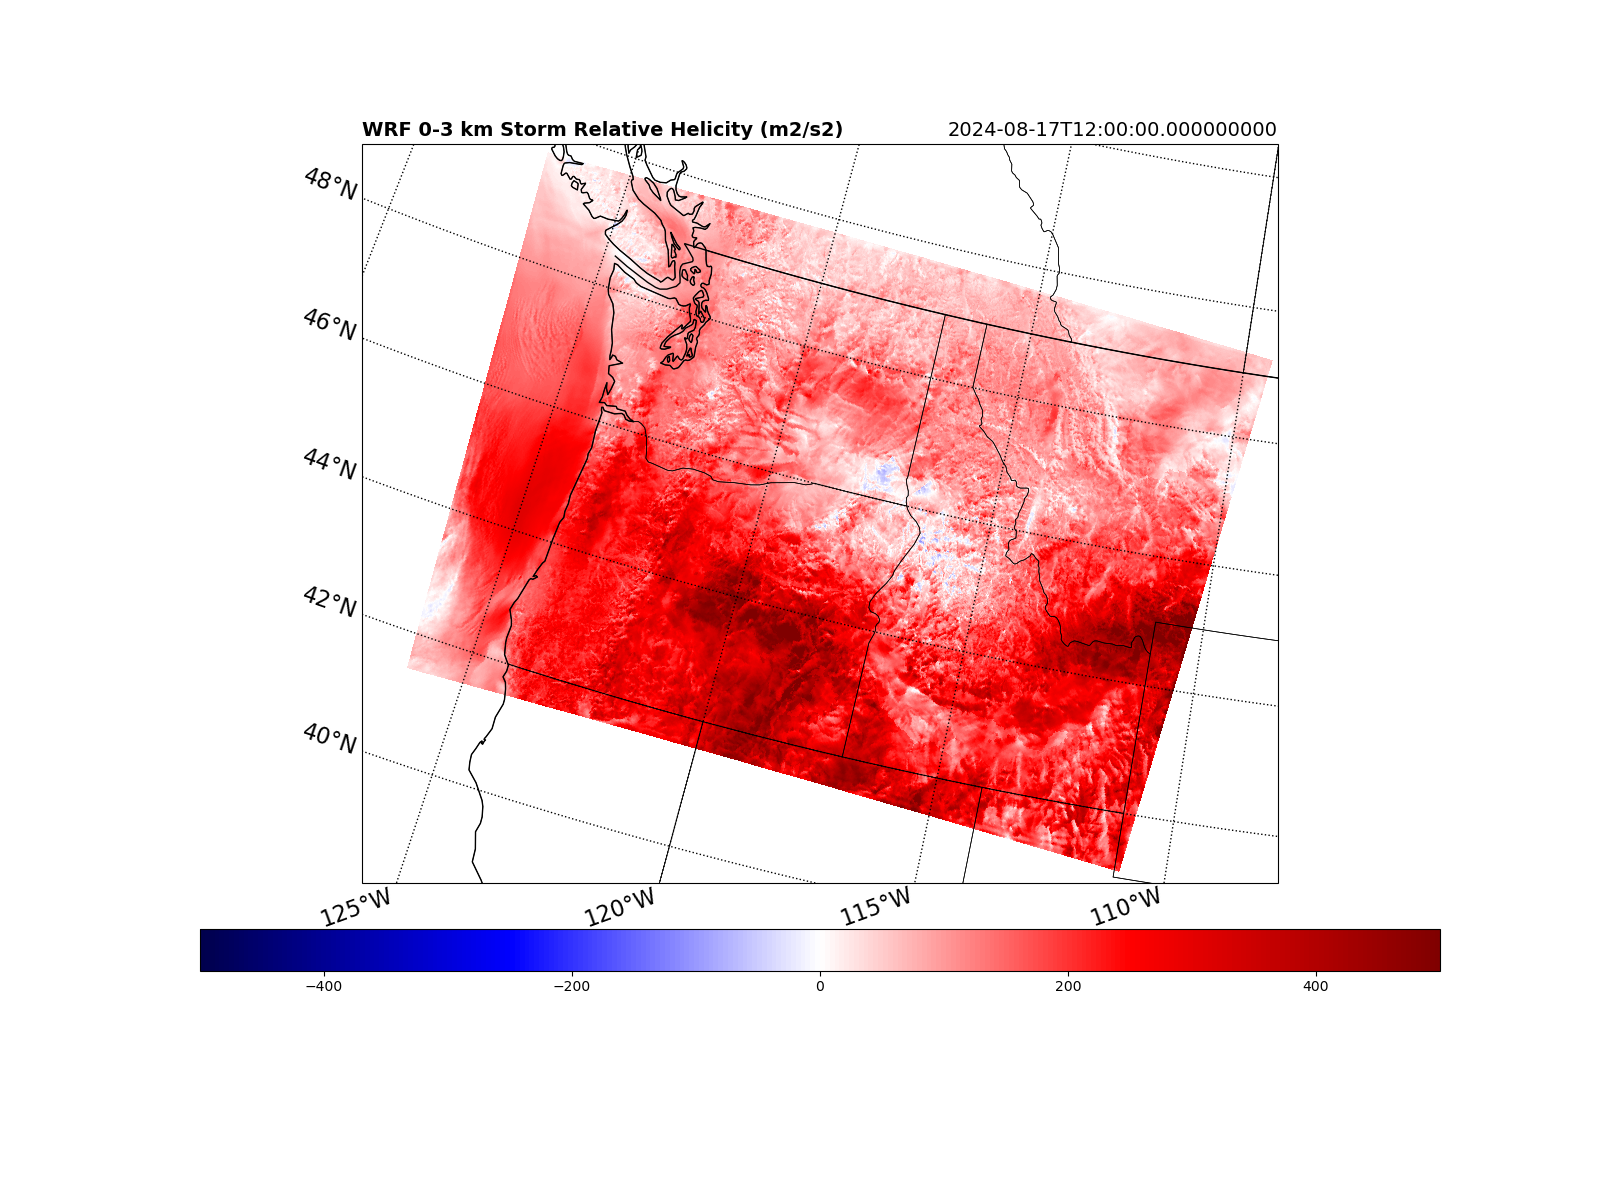 WRF 0-3 km Storm Relative Helicity (m2/s2) 2024-08-17T12:00:00.000000000
48°N
46°N
44°N
42°N
40°N
125°W 120°W 115°W 110°W
−400 −200 0 200 400